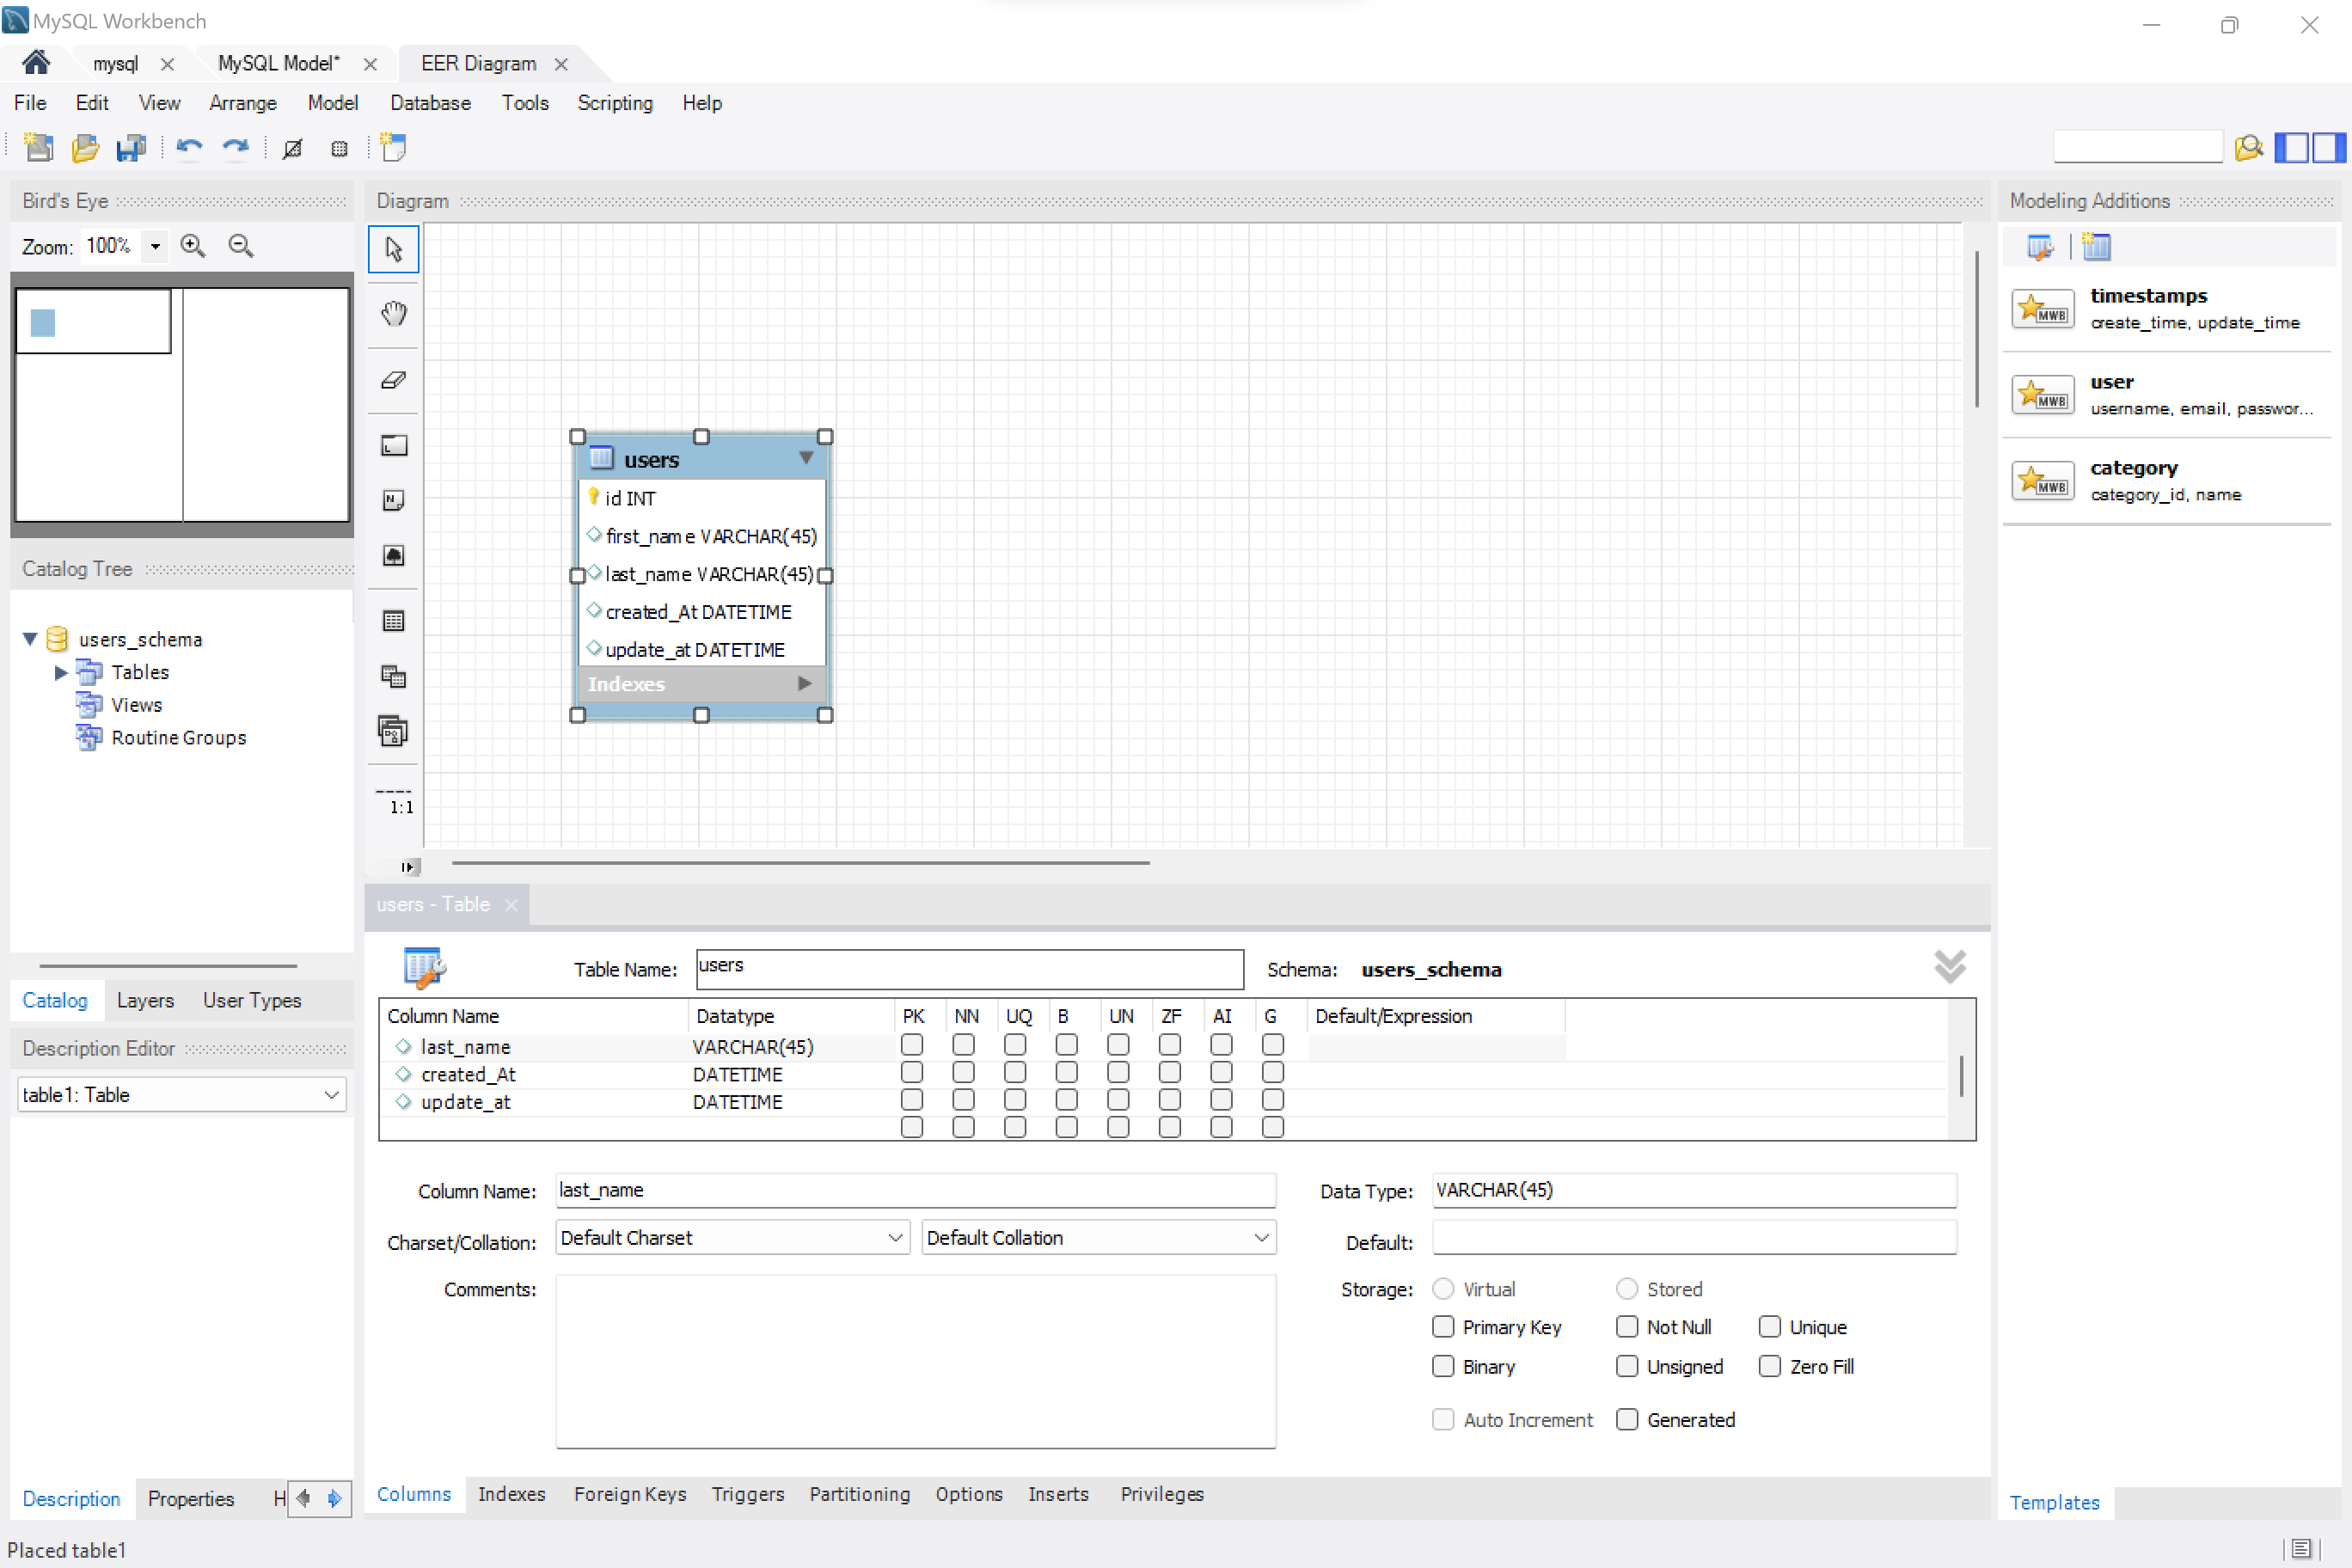 MySQL Workbench
mysql
MySQL Model*
EER Diagram
File Edit View Arrange Model Database Tools Scripting Help
Bird's Eye
Zoom: 100%
Catalog Tree
users_schema
Tables
Views
Routine Groups
Catalog Layers User Types
Description Editor
table1: Table
Description Properties H
Diagram
N
1:1
users
id INT
first_name VARCHAR(45)
last_name VARCHAR(45)
created_At DATETIME
update_at DATETIME
Indexes
users - Table
Table Name: users Schema: users_schema
Column Name Datatype PK NN UQ B UN ZF AI G Default/Expression
last_name VARCHAR(45)
created_At DATETIME
update_at DATETIME
Column Name: last_name Data Type: VARCHAR(45)
Charset/Collation: Default Charset Default Collation Default:
Comments: Storage: Virtual Stored
Primary Key Not Null Unique
Binary Unsigned Zero Fill
Auto Increment Generated
Columns Indexes Foreign Keys Triggers Partitioning Options Inserts Privileges
Modeling Additions
MWB timestamps
create_time, update_time
MWB user
username, email, passwor...
MWB category
category_id, name
Templates
Placed table1